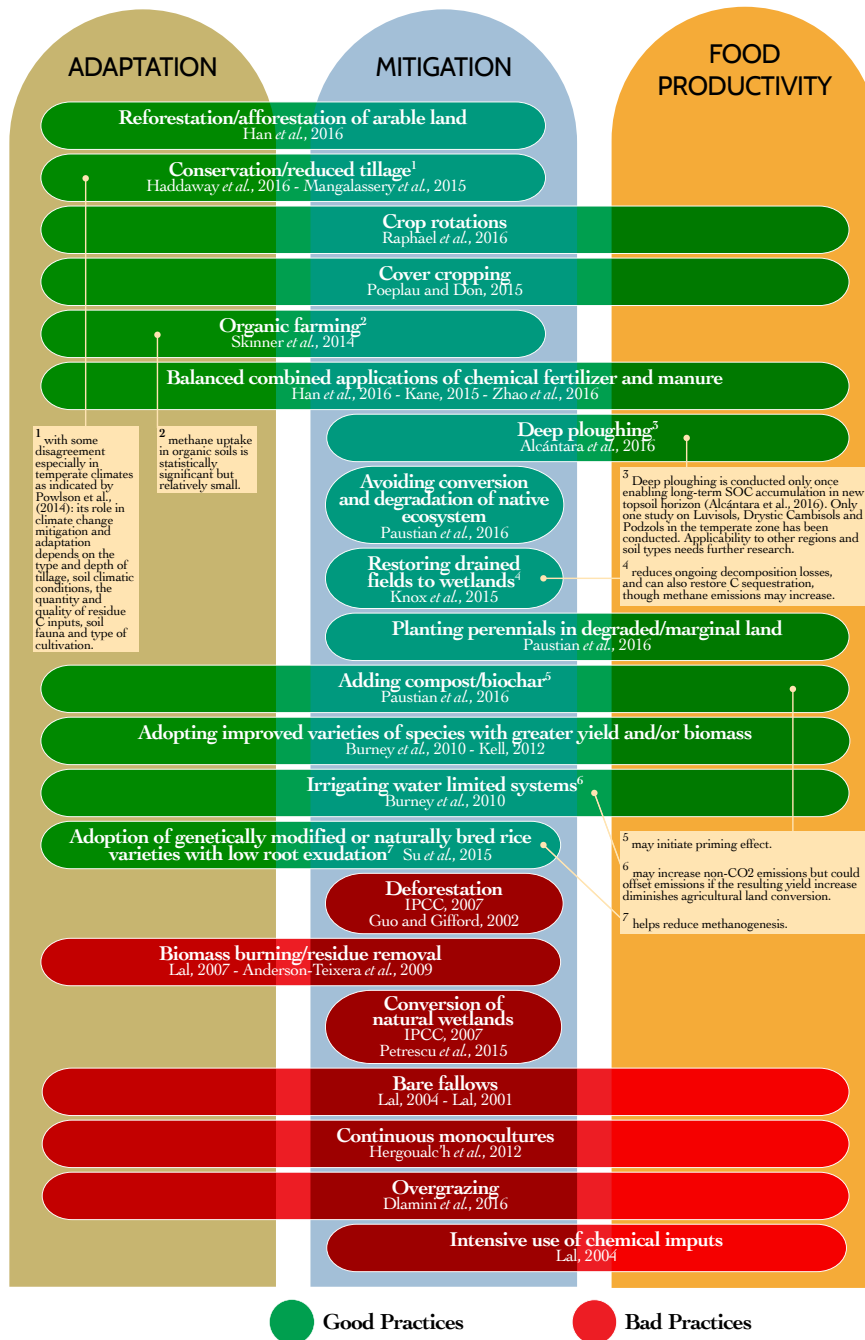 ADAPTATION
MITIGATION
FOOD
PRODUCTIVITY
Reforestation/afforestation of arable land
Han et al., 2016
Conservation/reduced tillage1
Haddaway et al., 2016 - Mangalassery et al., 2015
Crop rotations
Raphael et al., 2016
Cover cropping
Poeplau and Don, 2015
Organic farming2
Skinner et al., 2014
Balanced combined applications of chemical fertilizer and manure
Han et al., 2016 - Kane, 2015 - Zhao et al., 2016
Deep ploughing3
Alcántara et al., 2016
1 with some
disagreement
especially in
temperate climates
as indicated by
Powlson et al.,
(2014): its role in
climate change
mitigation and
adaptation
depends on the
type and depth of
tillage, soil climatic
conditions, the
quantity and
quality of residue
C inputs, soil
fauna and type of
cultivation.
2 methane uptake
in organic soils is
statistically
significant but
relatively small.
Avoiding conversion
and degradation of native
ecosystem
Paustian et al., 2016
3 Deep ploughing is conducted only once
enabling long-term SOC accumulation in new
topsoil horizon (Alcántara et al., 2016). Only
one study on Luvisols, Drystic Cambisols and
Podzols in the temperate zone has been
conducted. Applicability to other regions and
soil types needs further research.
4 reduces ongoing decomposition losses,
and can also restore C sequestration,
though methane emissions may increase.
Restoring drained
fields to wetlands4
Knox et al., 2015
Planting perennials in degraded/marginal land
Paustian et al., 2016
Adding compost/biochar5
Paustian et al., 2016
Adopting improved varieties of species with greater yield and/or biomass
Burney et al., 2010 - Kell, 2012
Irrigating water limited systems6
Burney et al., 2010
Adoption of genetically modified or naturally bred rice
varieties with low root exudation7 Su et al., 2015
5 may initiate priming effect.
6 may increase non-CO2 emissions but could
offset emissions if the resulting yield increase
diminishes agricultural land conversion.
7 helps reduce methanogenesis.
Deforestation
IPCC, 2007
Guo and Gifford, 2002
Biomass burning/residue removal
Lal, 2007 - Anderson-Teixera et al., 2009
Conversion of
natural wetlands
IPCC, 2007
Petrescu et al., 2015
Bare fallows
Lal, 2004 - Lal, 2001
Continuous monocultures
Hergoualc'h et al., 2012
Overgrazing
Dlamini et al., 2016
Intensive use of chemical imputs
Lal, 2004
Good Practices
Bad Practices